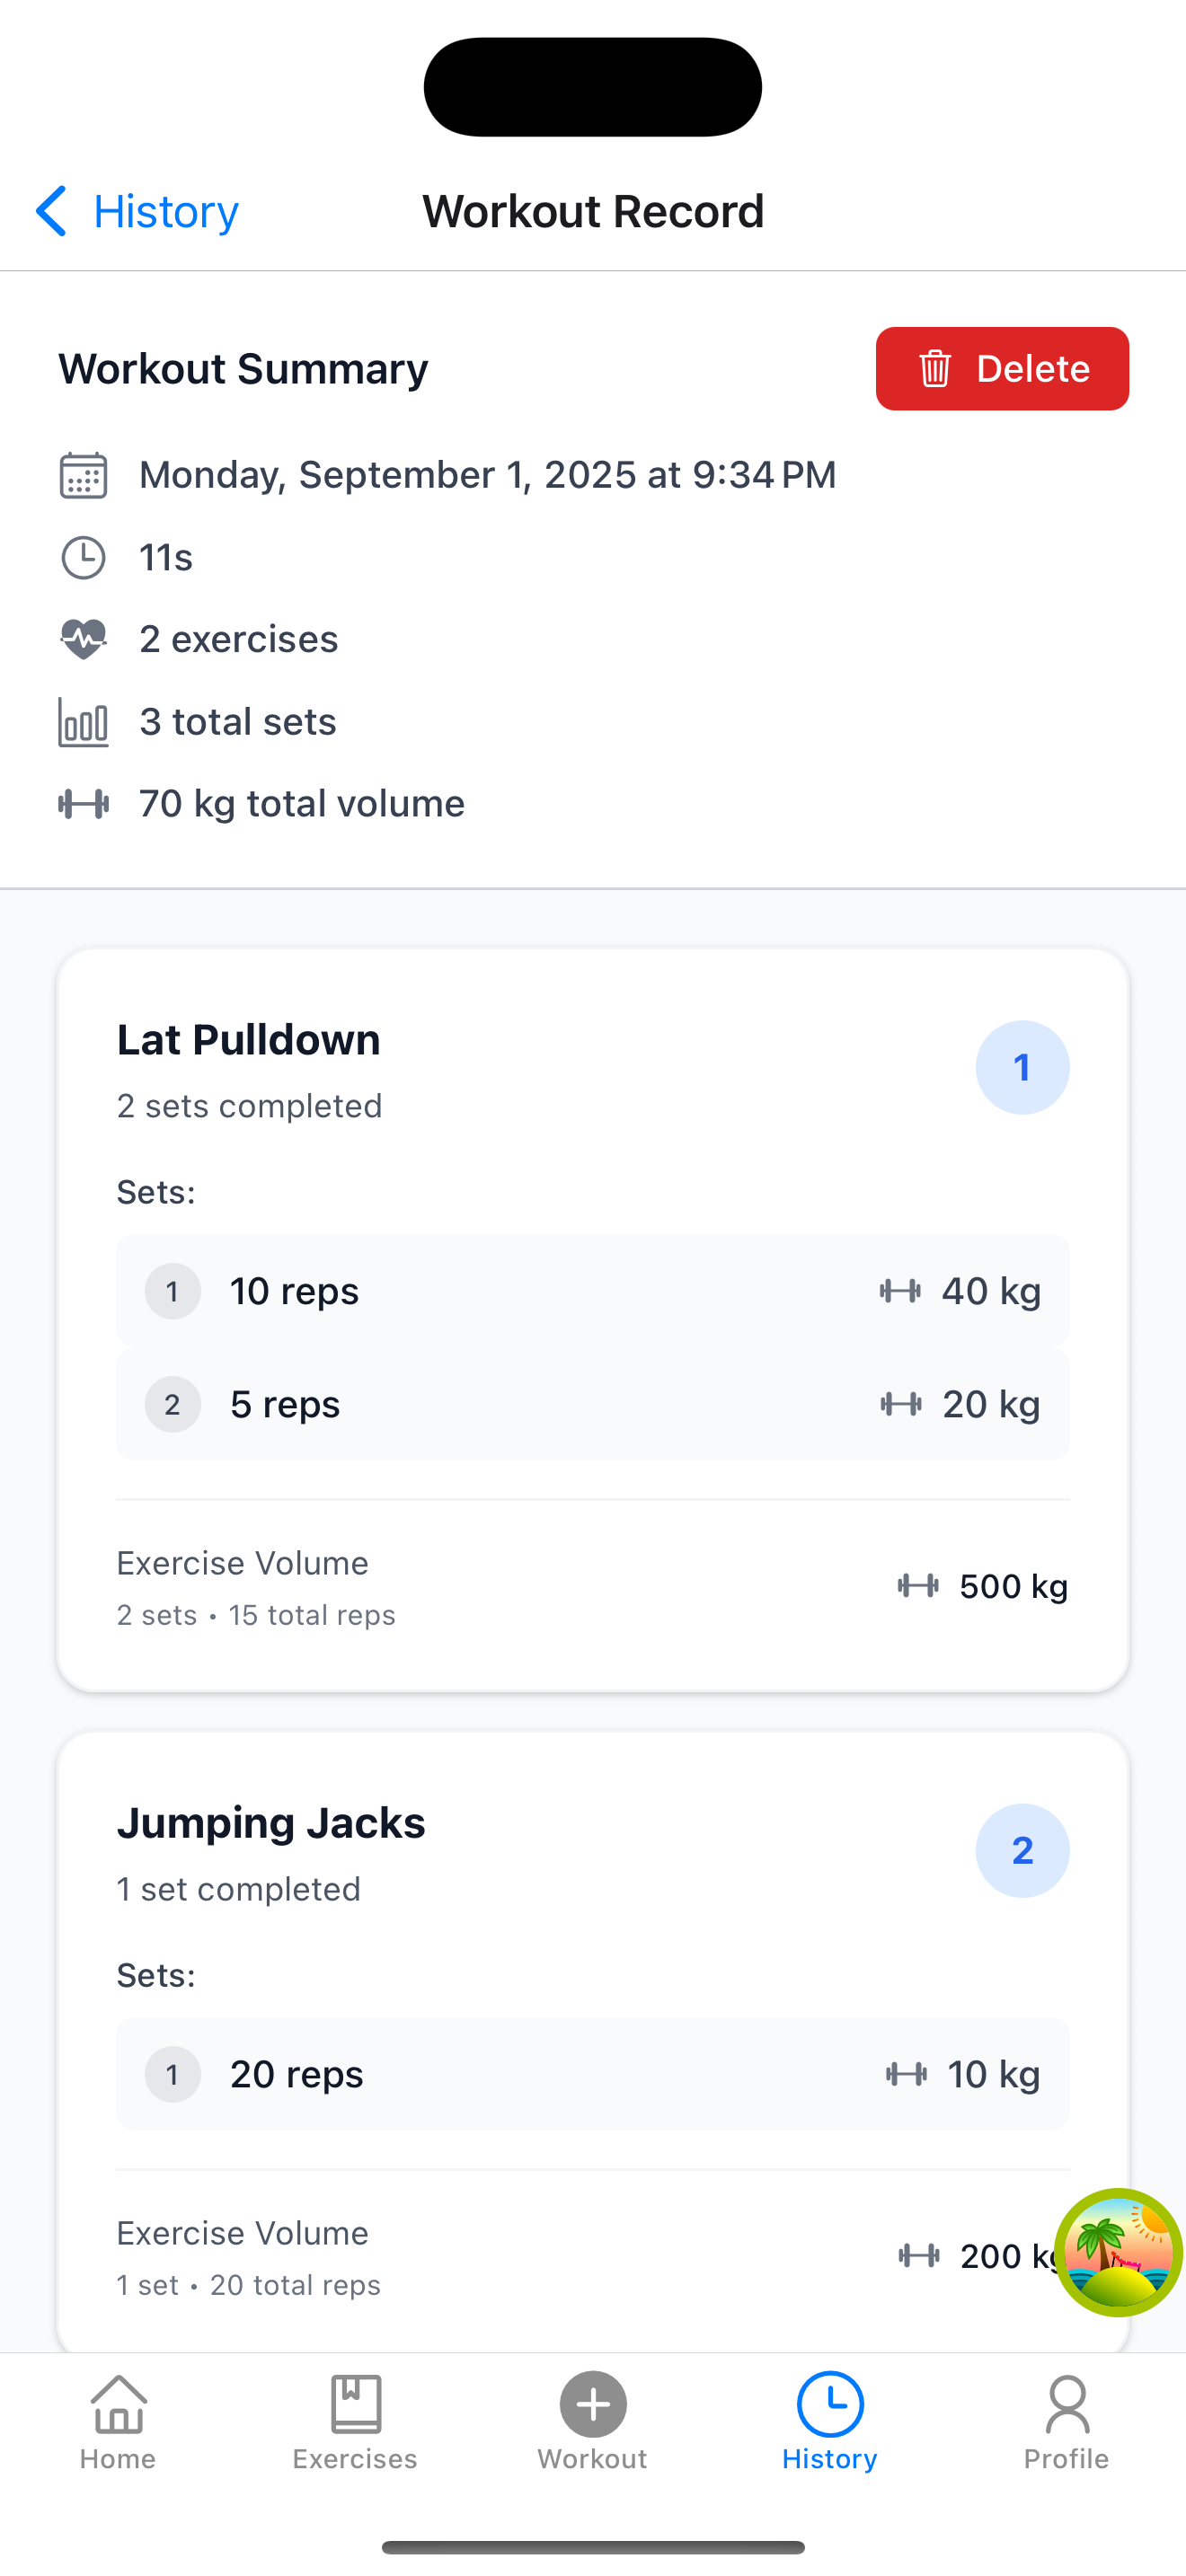 History
Workout Record
Workout Summary
Delete
Monday, September 1, 2025 at 9:34 PM
11s
2 exercises
3 total sets
70 kg total volume
Lat Pulldown
1
2 sets completed
Sets:
1 10 reps 40 kg
2 5 reps 20 kg
Exercise Volume
500 kg
2 sets • 15 total reps
Jumping Jacks
2
1 set completed
Sets:
1 20 reps 10 kg
Exercise Volume
200 kg
1 set • 20 total reps
Home Exercises Workout History Profile